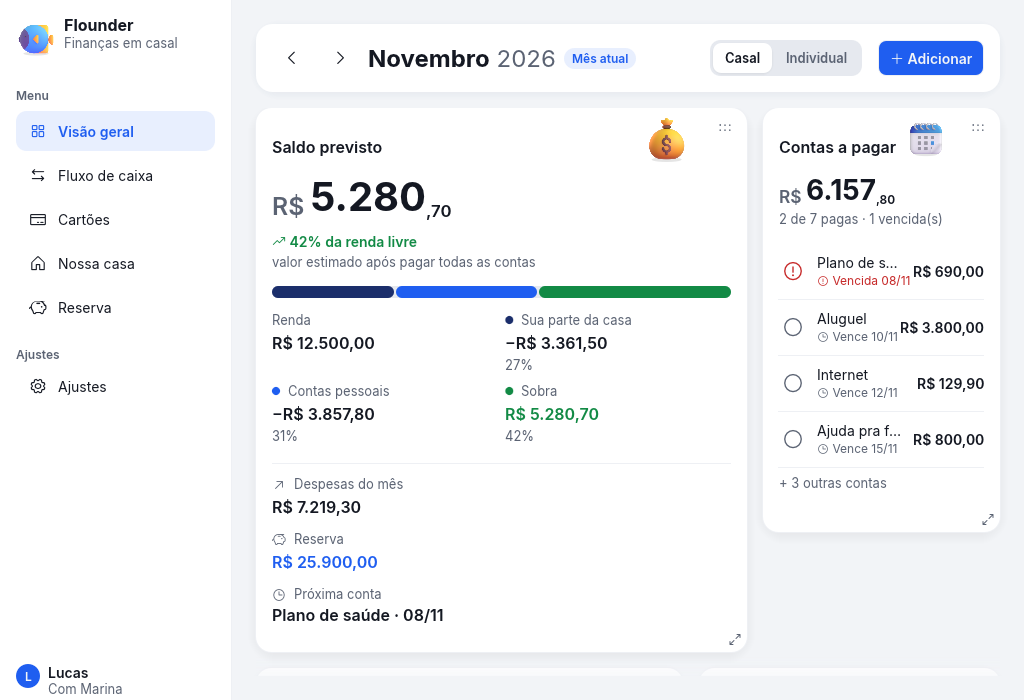 Flounder
Finanças em casal
Menu
Visão geral
Fluxo de caixa
Cartões
Nossa casa
Reserva
Ajustes
Ajustes
L
Lucas
Com Marina
Novembro 2026
Mês atual
Casal
Individual
Adicionar
Saldo previsto
R$ 5.280,70
42% da renda livre
valor estimado após pagar todas as contas
Renda
R$ 12.500,00
Sua parte da casa
−R$ 3.361,50
27%
Contas pessoais
−R$ 3.857,80
31%
Sobra
R$ 5.280,70
42%
Despesas do mês
R$ 7.219,30
Reserva
R$ 25.900,00
Próxima conta
Plano de saúde · 08/11
Contas a pagar
R$ 6.157,80
2 de 7 pagas · 1 vencida(s)
Plano de s...
Vencida 08/11
R$ 690,00
Aluguel
Vence 10/11
R$ 3.800,00
Internet
Vence 12/11
R$ 129,90
Ajuda pra f...
Vence 15/11
R$ 800,00
+ 3 outras contas